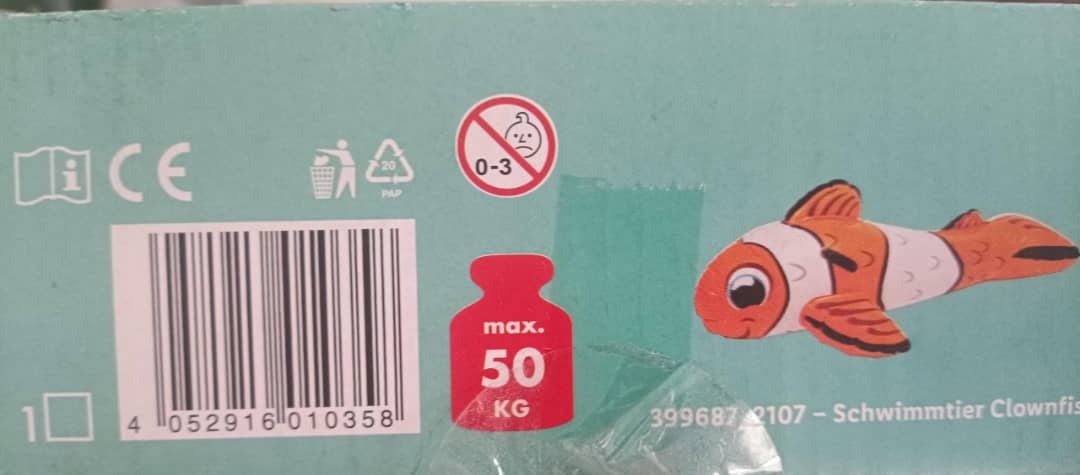 i CE
20
PAP
0-3
max.
50
KG
4 052916 010358
1
399687 2107 – Schwimmtier Clownfis